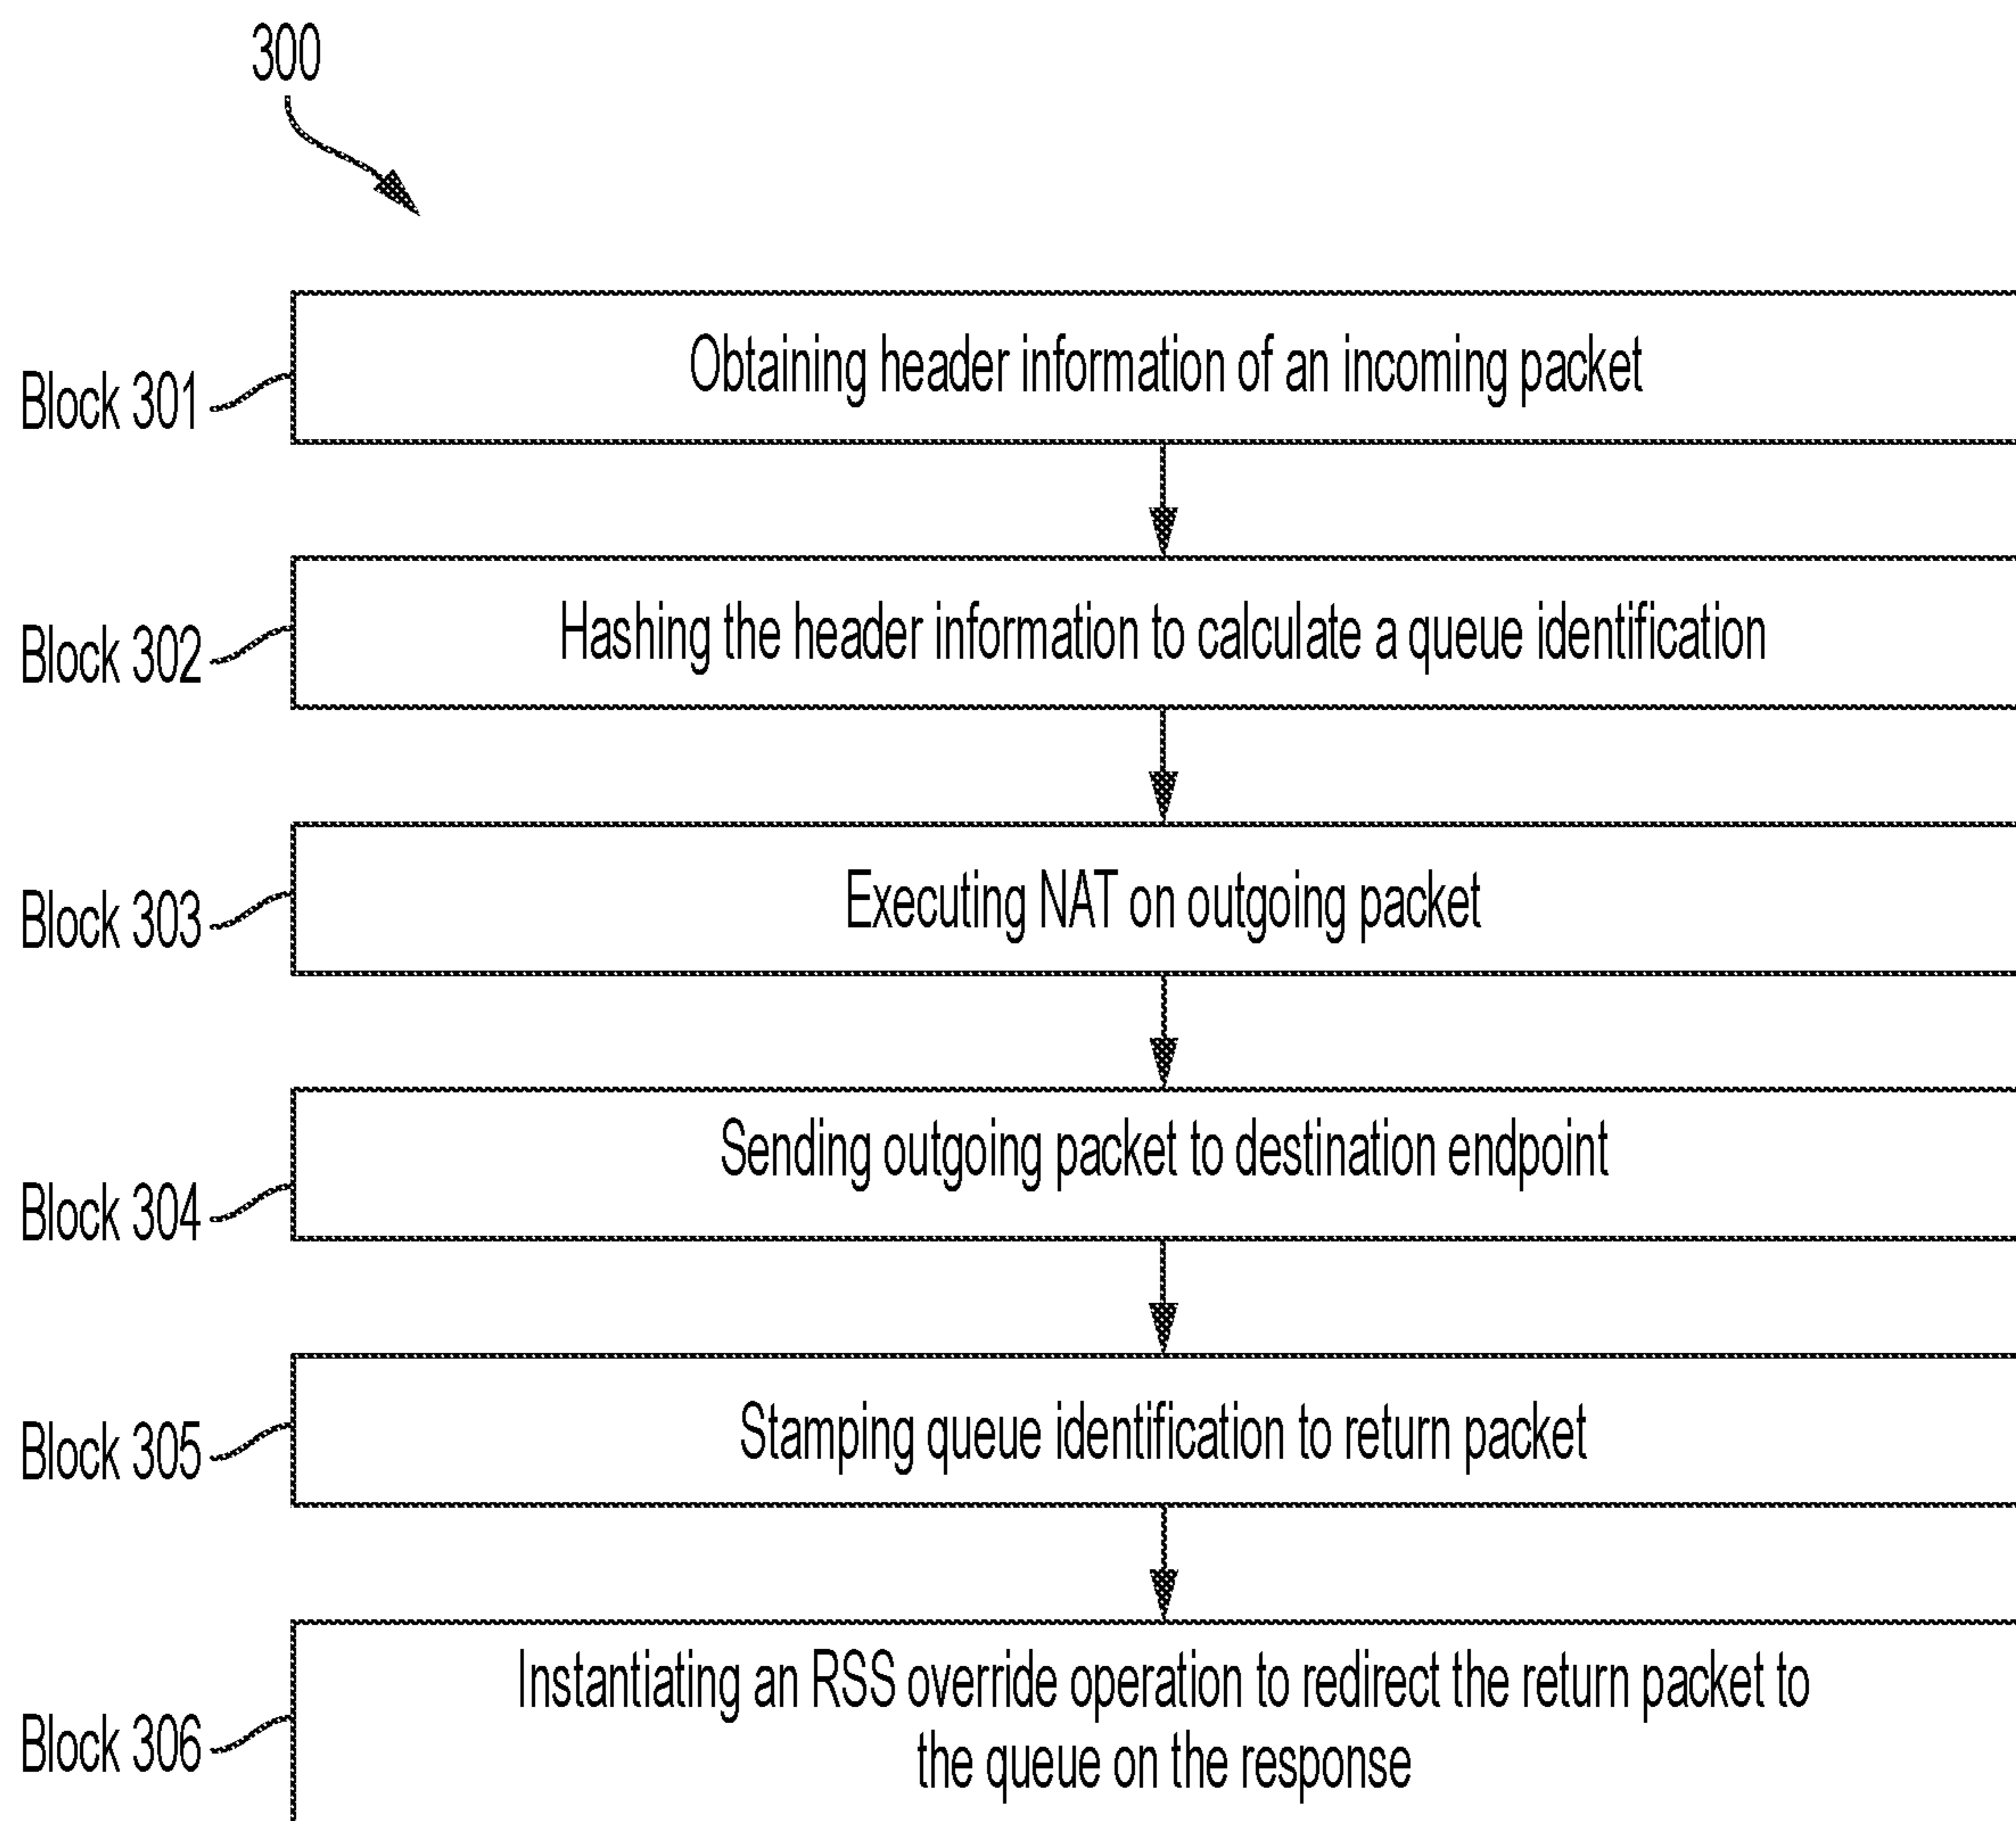 300
Block 301
Obtaining header information of an incoming packet
Block 302
Hashing the header information to calculate a queue identification
Block 303
Executing NAT on outgoing packet
Block 304
Sending outgoing packet to destination endpoint
Block 305
Stamping queue identification to return packet
Block 306
Instantiating an RSS override operation to redirect the return packet to
the queue on the response